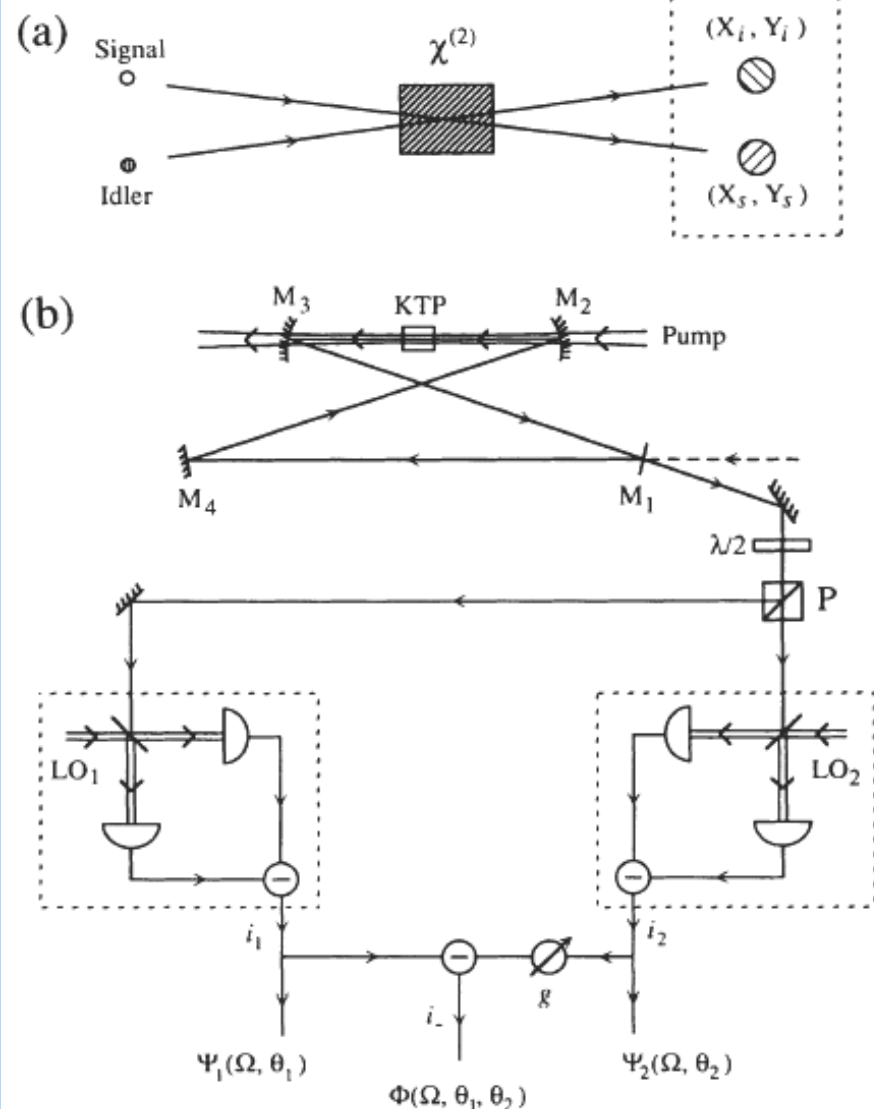 (a)
Signal
χ(2)
(Xi, Yi)
Idler
(Xs, Ys)
(b)
M3
KTP
M2
Pump
M4
M1
λ/2
P
LO1
LO2
−
−
i1
i2
−
g
i-
Ψ1(Ω, θ1)
Ψ2(Ω, θ2)
Φ(Ω, θ1, θ2)